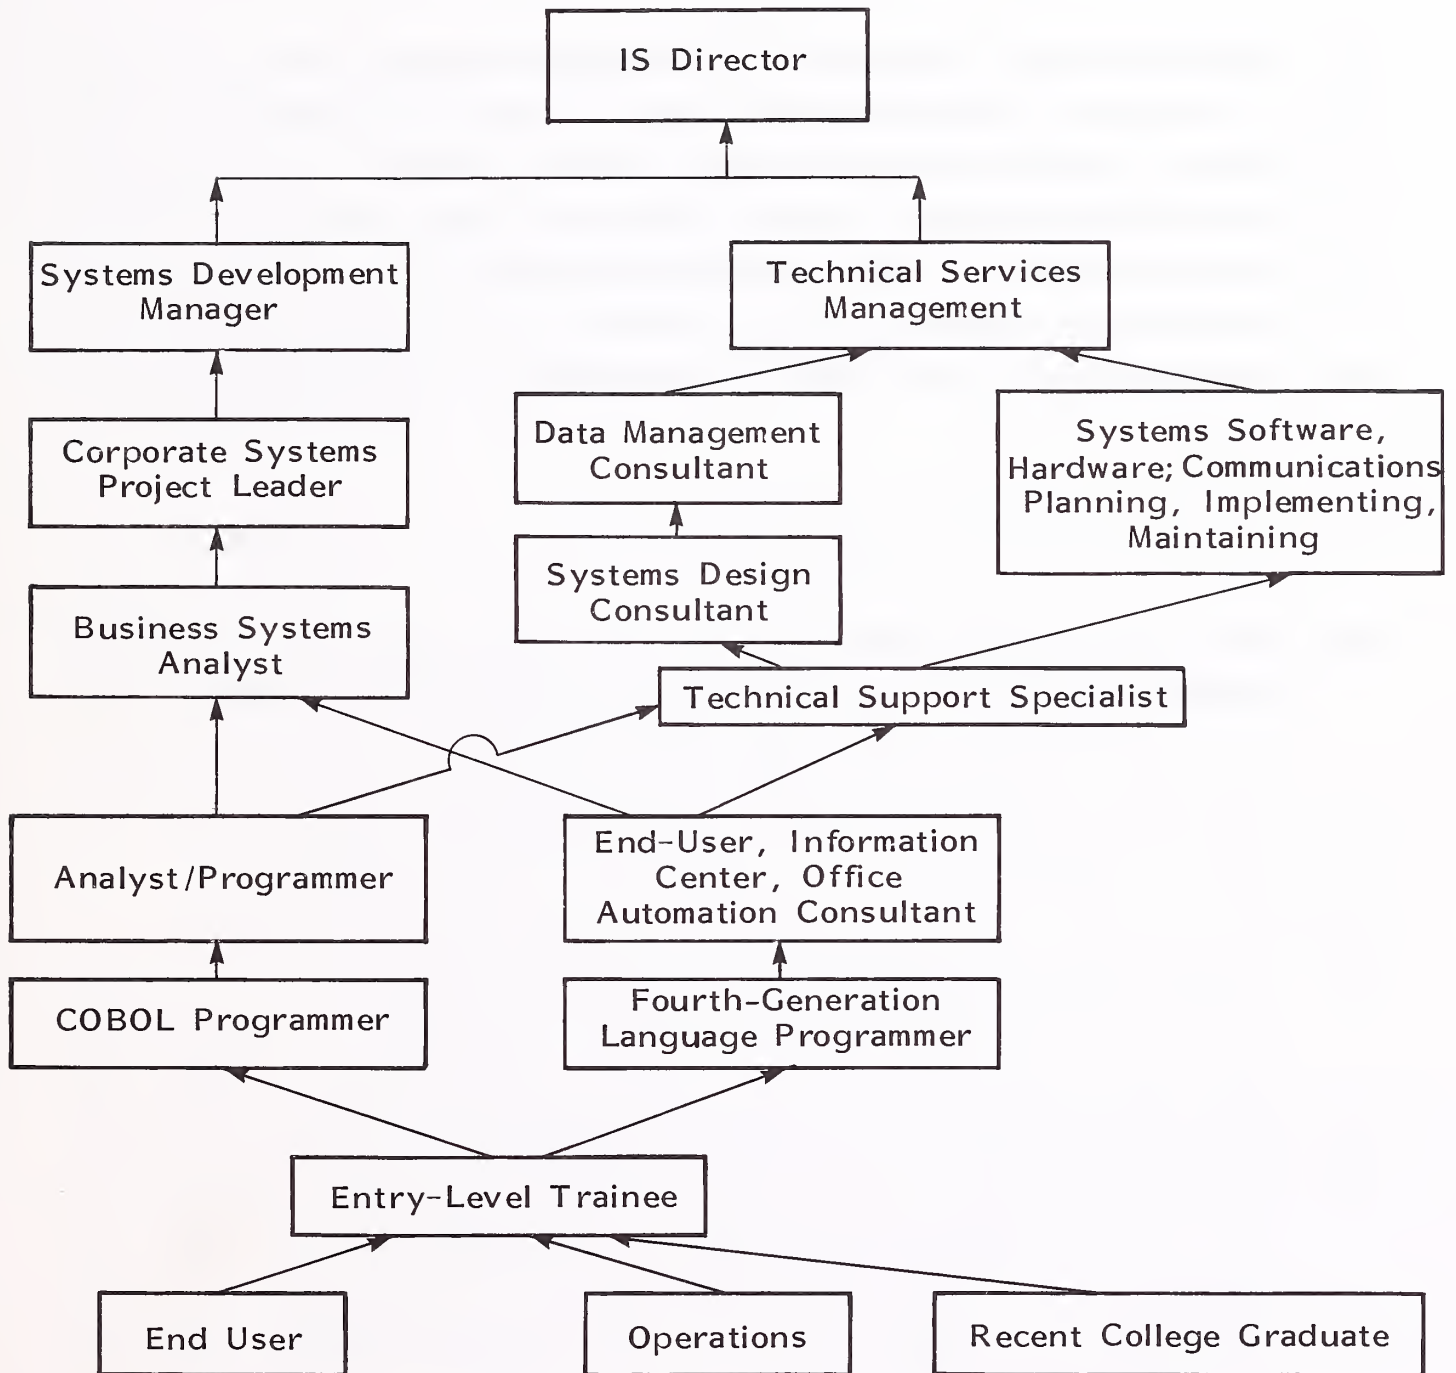 IS Director
Systems Development
Manager
Technical Services
Management
Corporate Systems
Project Leader
Data Management
Consultant
Systems Software,
Hardware; Communications
Planning, Implementing,
Maintaining
Systems Design
Consultant
Business Systems
Analyst
Technical Support Specialist
Analyst/Programmer
End-User, Information
Center, Office
Automation Consultant
COBOL Programmer
Fourth-Generation
Language Programmer
Entry-Level Trainee
End User
Operations
Recent College Graduate